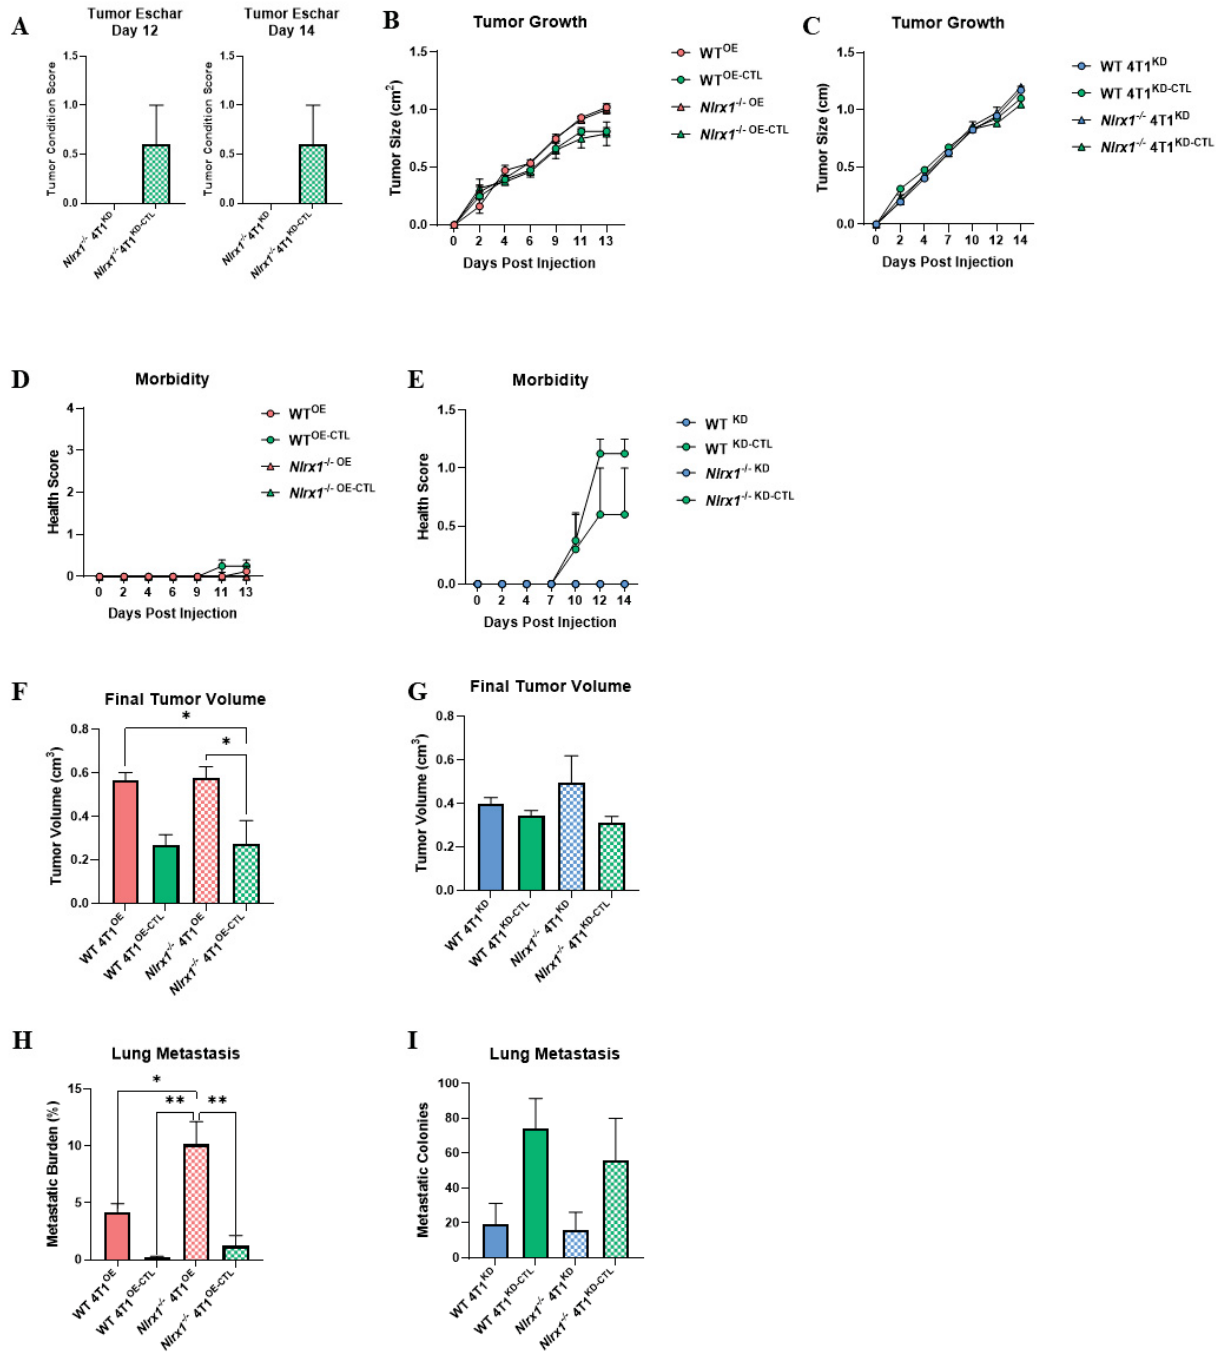 A
Tumor Eschar
Day 12
Tumor Condition Score
1.5
1.0
0.5
0.0
Nlrx1-/- 4T1KD
Nlrx1-/- 4T1KD-CTL
Tumor Eschar
Day 14
Tumor Condition Score
1.5
1.0
0.5
0.0
Nlrx1-/- 4T1KD
Nlrx1-/- 4T1KD-CTL
B
Tumor Growth
Tumor Size (cm2)
1.5
1.0
0.5
0.0
0 2 4 6 9 11 13
Days Post Injection
WTOE
WTOE-CTL
Nlrx1-/- OE
Nlrx1-/- OE-CTL
C
Tumor Growth
Tumor Size (cm)
1.5
1.0
0.5
0.0
0 2 4 7 10 12 14
Days Post Injection
WT 4T1KD
WT 4T1KD-CTL
Nlrx1-/- 4T1KD
Nlrx1-/- 4T1KD-CTL
D
Morbidity
Health Score
4
3
2
1
0
0 2 4 6 9 11 13
Days Post Injection
WTOE
WTOE-CTL
Nlrx1-/- OE
Nlrx1-/- OE-CTL
E
Morbidity
Health Score
1.5
1.0
0.5
0.0
0 2 4 7 10 12 14
Days Post Injection
WT KD
WT KD-CTL
Nlrx1-/- KD
Nlrx1-/- KD-CTL
F
Final Tumor Volume
Tumor Volume (cm3)
0.8
0.6
0.4
0.2
0.0
*
*
WT 4T1OE
WT 4T1OE-CTL
Nlrx1-/- 4T1OE
Nlrx1-/- 4T1OE-CTL
G
Final Tumor Volume
Tumor Volume (cm3)
0.8
0.6
0.4
0.2
0.0
WT 4T1KD
WT 4T1KD-CTL
Nlrx1-/- 4T1KD
Nlrx1-/- 4T1KD-CTL
H
Lung Metastasis
Metastatic Burden (%)
15
10
5
0
*
** **
WT 4T1OE
WT 4T1OE-CTL
Nlrx1-/- 4T1OE
Nlrx1-/- 4T1OE-CTL
I
Lung Metastasis
Metastatic Colonies
100
80
60
40
20
0
WT 4T1KD
WT 4T1KD-CTL
Nlrx1-/- 4T1KD
Nlrx1-/- 4T1KD-CTL